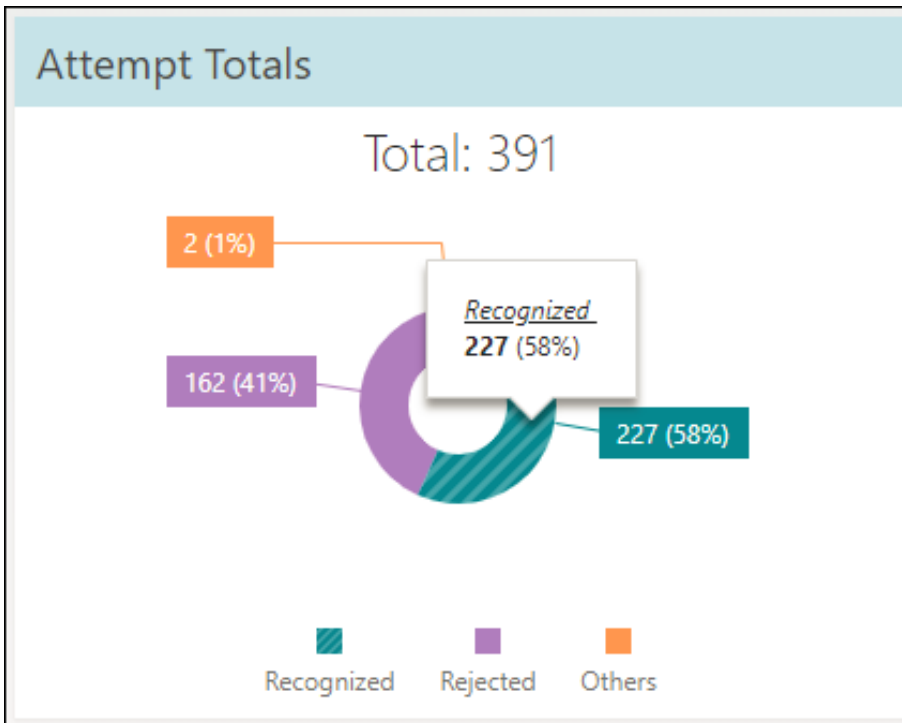 Attempt Totals
Total: 391
2 (1%)
Recognized
227 (58%)
162 (41%)
227 (58%)
Recognized Rejected Others